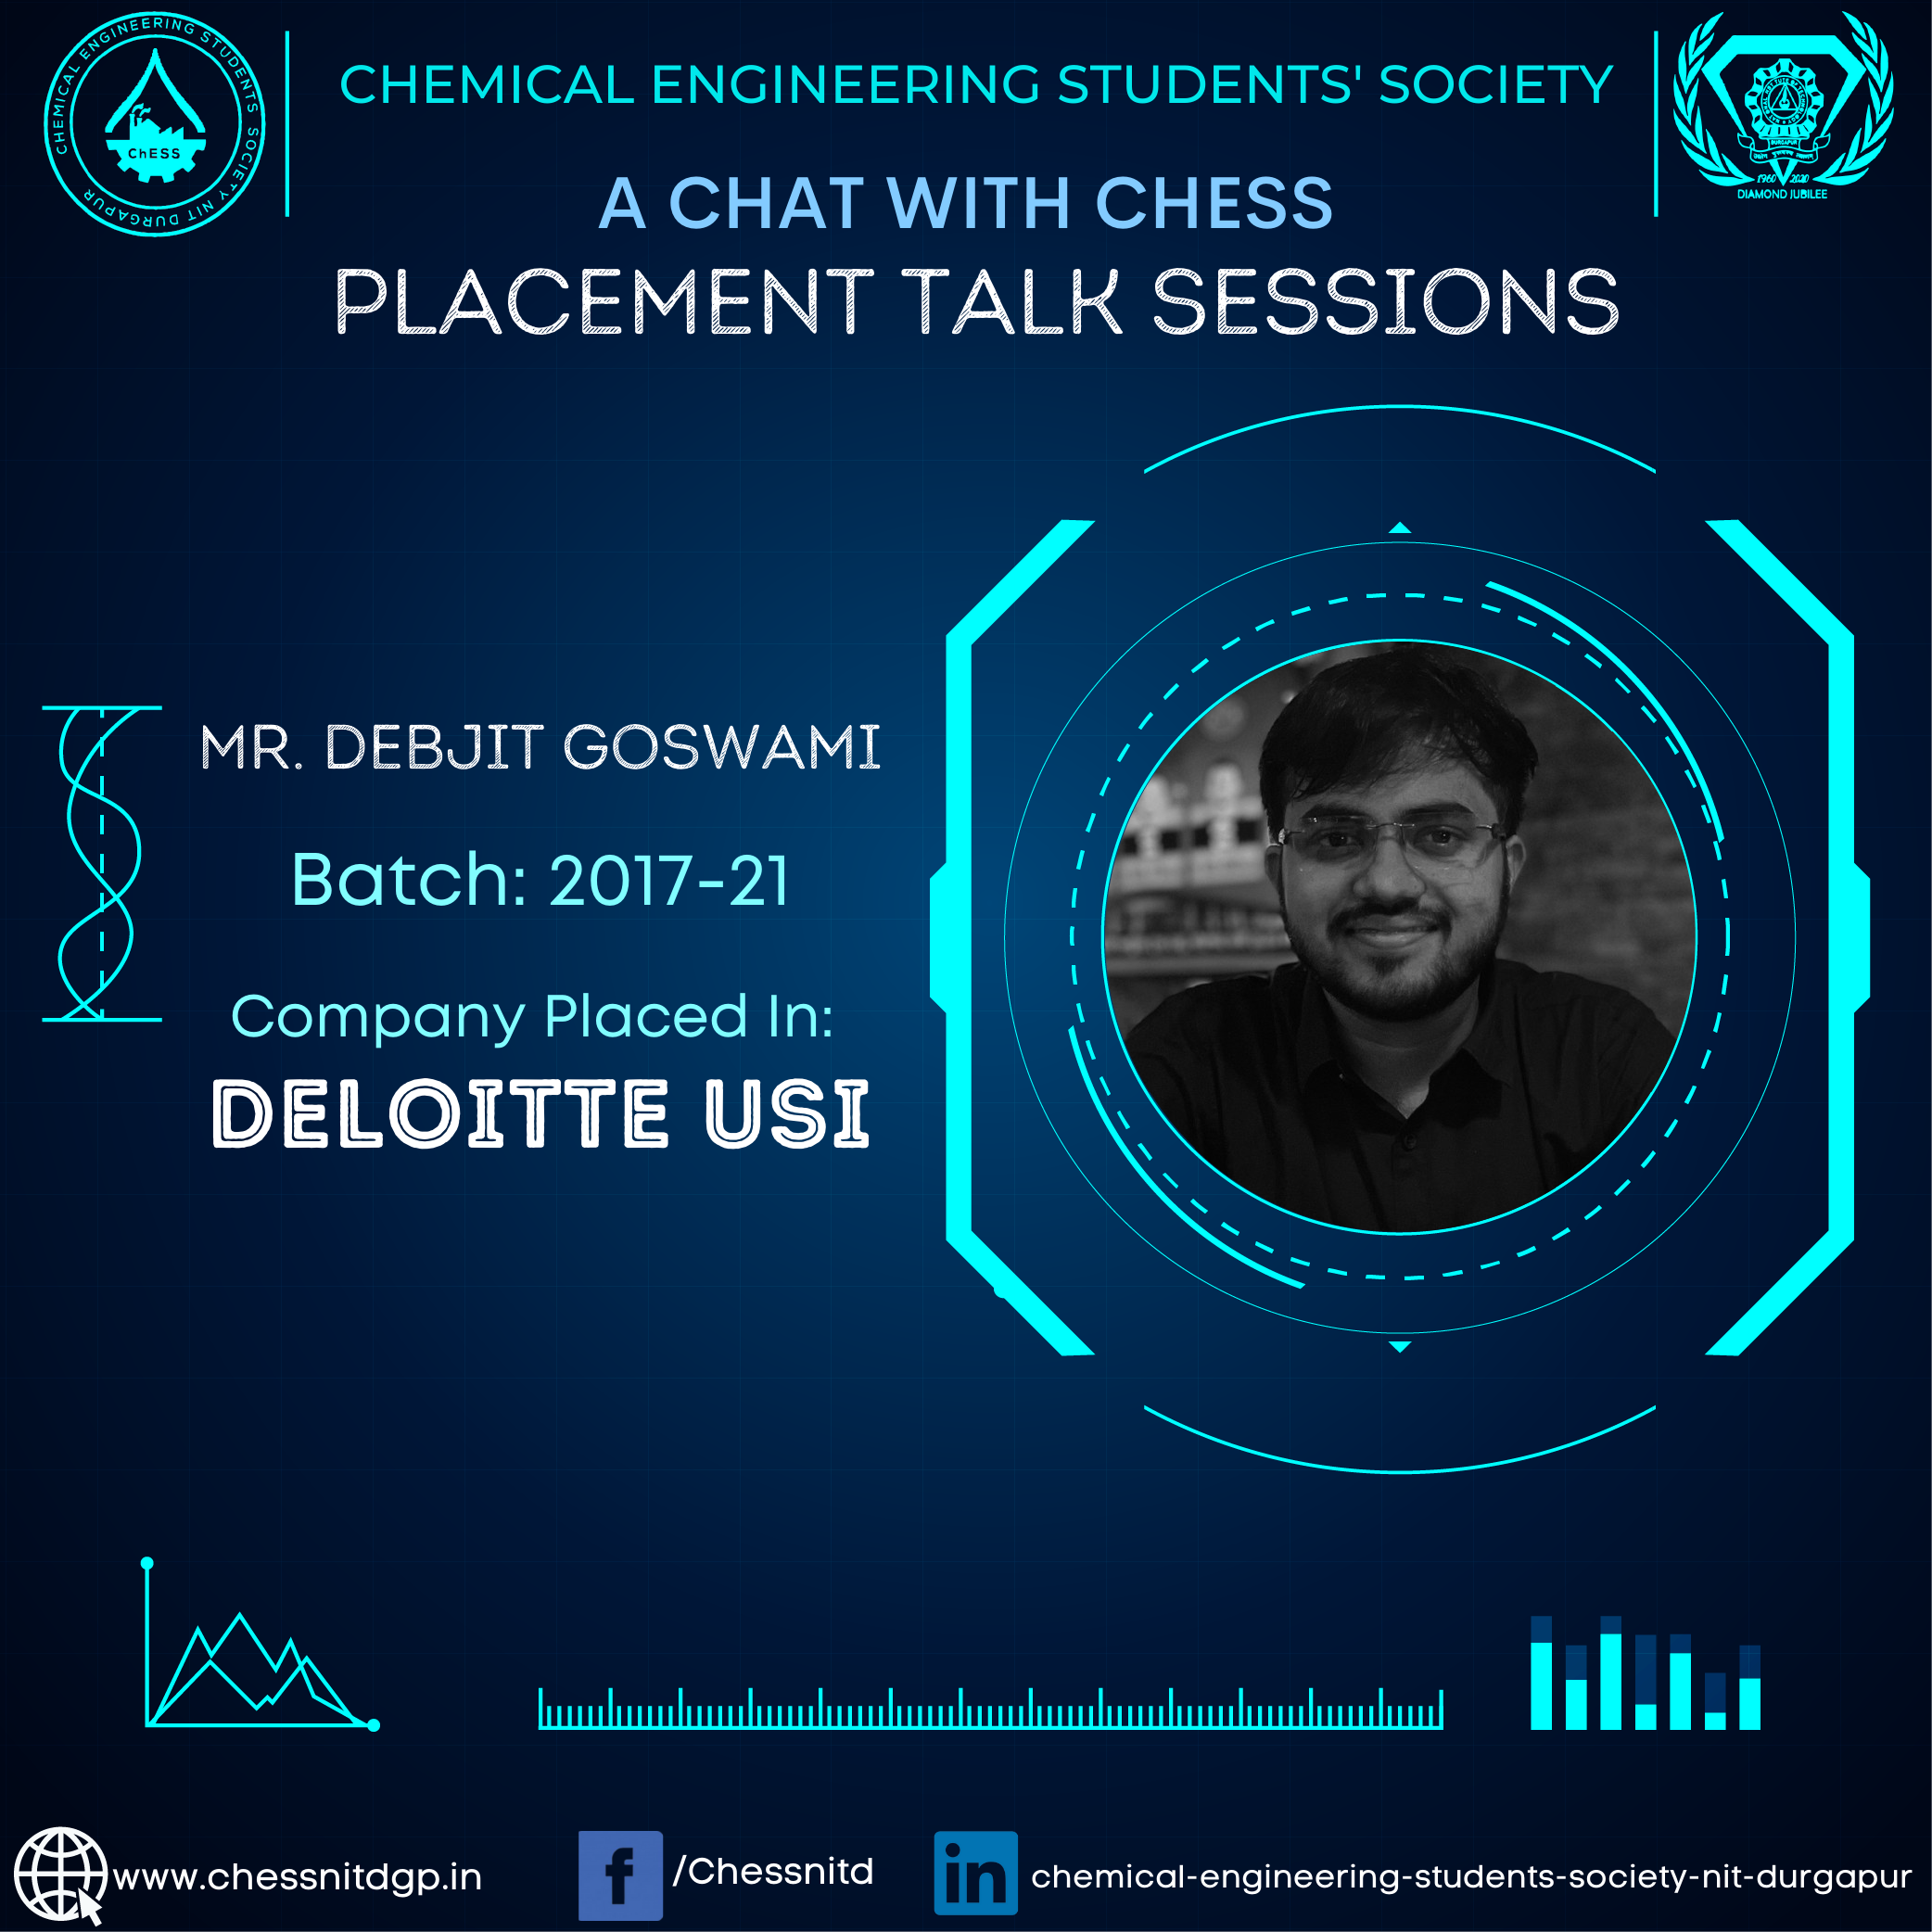 CHEMICAL ENGINEERING STUDENTS SOCIETY NIT DURGAPUR
ChESS
CHEMICAL ENGINEERING STUDENTS' SOCIETY
DURGAPUR
1960 2020
DIAMOND JUBILEE
A CHAT WITH CHESS
PLACEMENT TALK SESSIONS
MR. DEBJIT GOSWAMI
Batch: 2017-21
Company Placed In:
DELOITTE USI
www.chessnitdgp.in
f /Chessnitd
in chemical-engineering-students-society-nit-durgapur